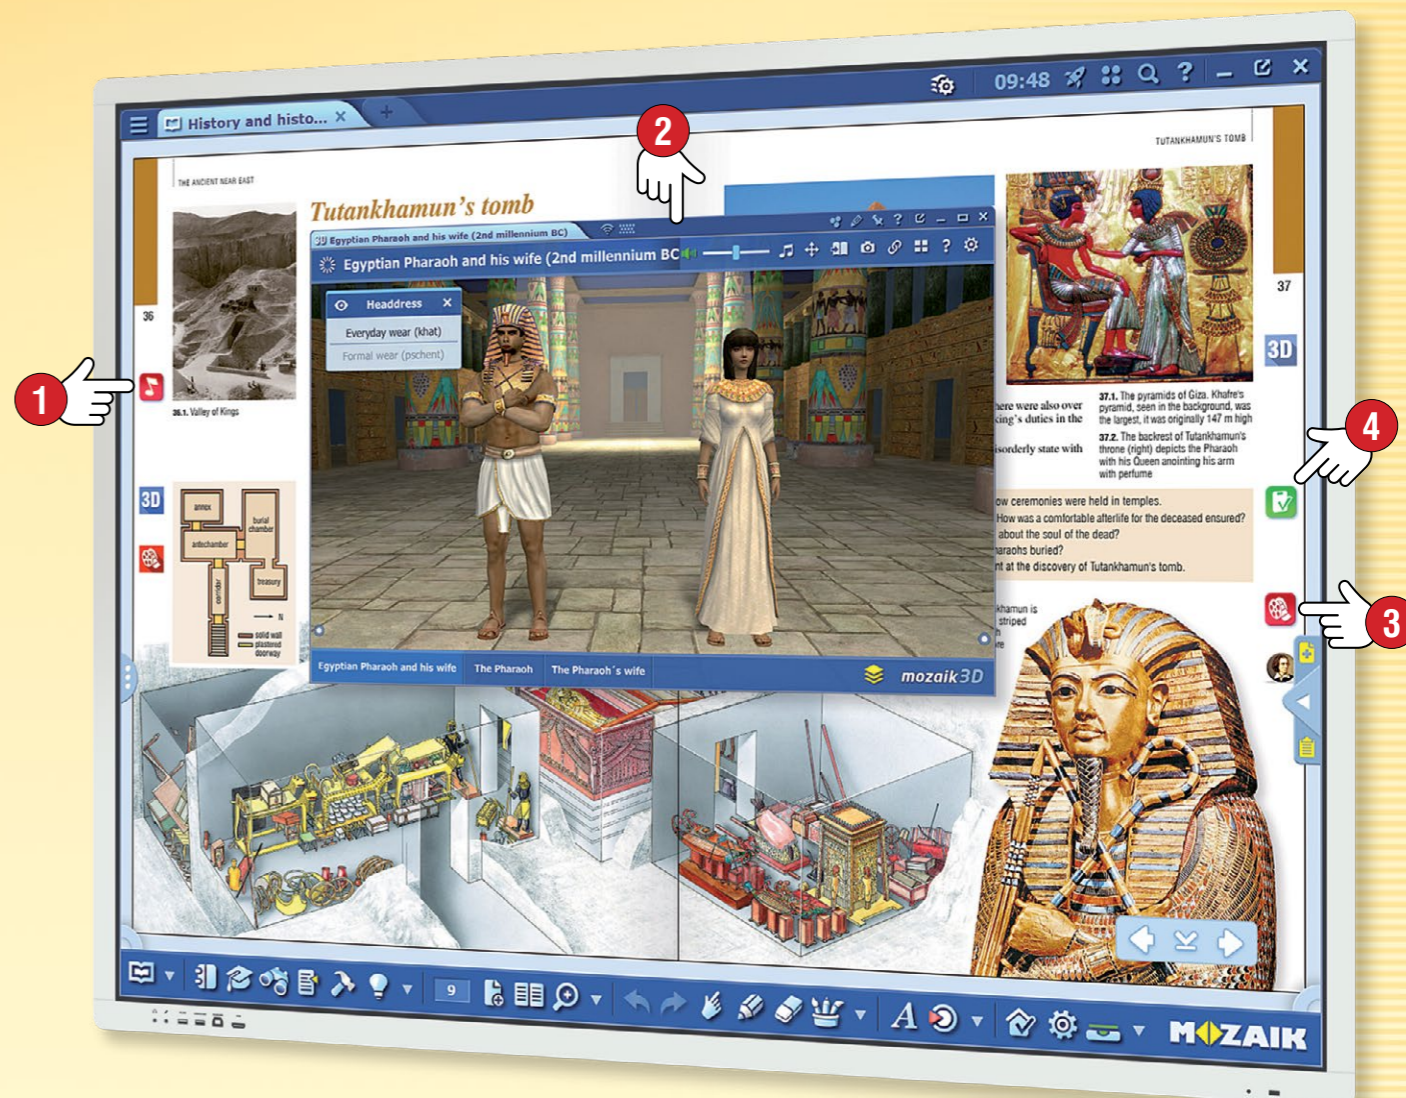 History and histo...
09:48
?
THE ANCIENT NEAR EAST
TUTANKHAMUN'S TOMB
Tutankhamun's tomb
3D Egyptian Pharaoh and his wife (2nd millennium BC)
?
Egyptian Pharaoh and his wife (2nd millennium BC
?
Headdress
Everyday wear (khat)
Formal wear (pschent)
36
37
3D
36.1. Valley of Kings
3D
annex
burial
chamber
antechamber
corridor
treasury
N
solid wall
plastered
doorway
here were also over
king's duties in the
isorderly state with
37.1. The pyramids of Giza. Khafre's
pyramid, seen in the background, was
the largest, it was originally 147 m high
37.2. The backrest of Tutankhamun's
throne (right) depicts the Pharaoh
with his Queen anointing his arm
with perfume
ow ceremonies were held in temples.
How was a comfortable afterlife for the deceased ensured?
about the soul of the dead?
haraohs buried?
nt at the discovery of Tutankhamun's tomb.
khamun is
striped
Egyptian Pharaoh and his wife
The Pharaoh
The Pharaoh´s wife
mozaik3D
9
A
MOZAIK
1
2
3
4